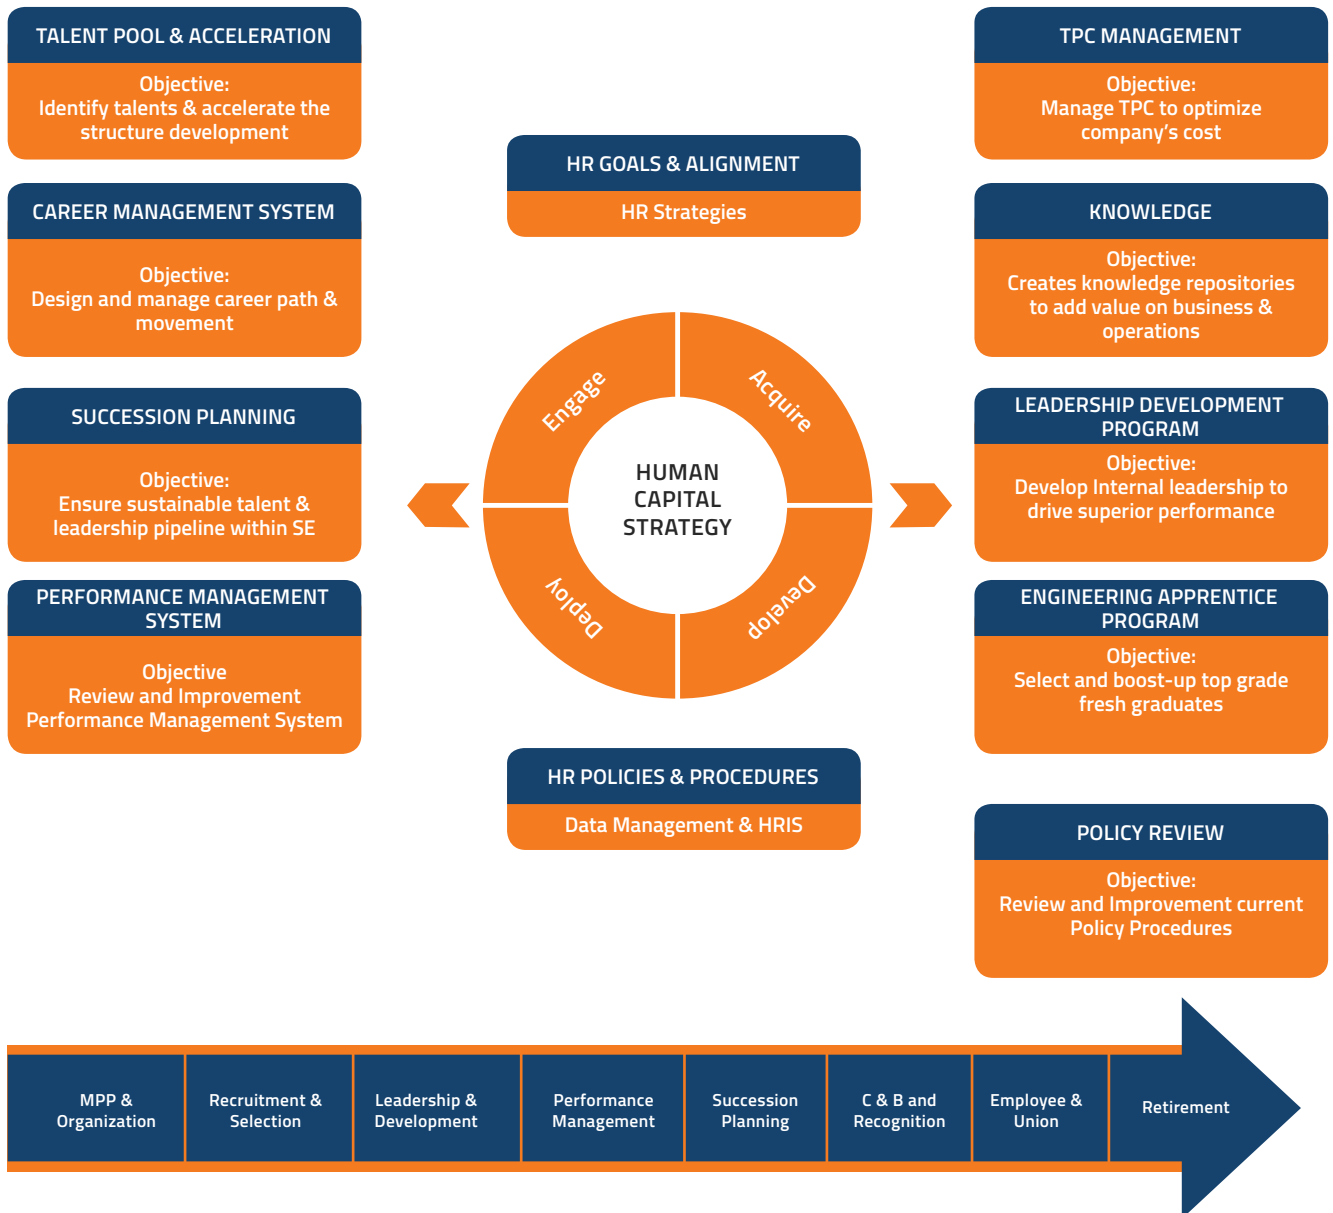 TALENT POOL & ACCELERATION
Objective:
Identify talents & accelerate the
structure development
CAREER MANAGEMENT SYSTEM
Objective:
Design and manage career path &
movement
SUCCESSION PLANNING
Objective:
Ensure sustainable talent &
leadership pipeline within SE
PERFORMANCE MANAGEMENT
SYSTEM
Objective
Review and Improvement
Performance Management System
HR GOALS & ALIGNMENT
HR Strategies
Engage
Acquire
HUMAN
CAPITAL
STRATEGY
Deploy
Develop
HR POLICIES & PROCEDURES
Data Management & HRIS
TPC MANAGEMENT
Objective:
Manage TPC to optimize
company’s cost
KNOWLEDGE
Objective:
Creates knowledge repositories
to add value on business &
operations
LEADERSHIP DEVELOPMENT
PROGRAM
Objective:
Develop Internal leadership to
drive superior performance
ENGINEERING APPRENTICE
PROGRAM
Objective:
Select and boost-up top grade
fresh graduates
POLICY REVIEW
Objective:
Review and Improvement current
Policy Procedures
MPP &
Organization
Recruitment &
Selection
Leadership &
Development
Performance
Management
Succession
Planning
C & B and
Recognition
Employee &
Union
Retirement